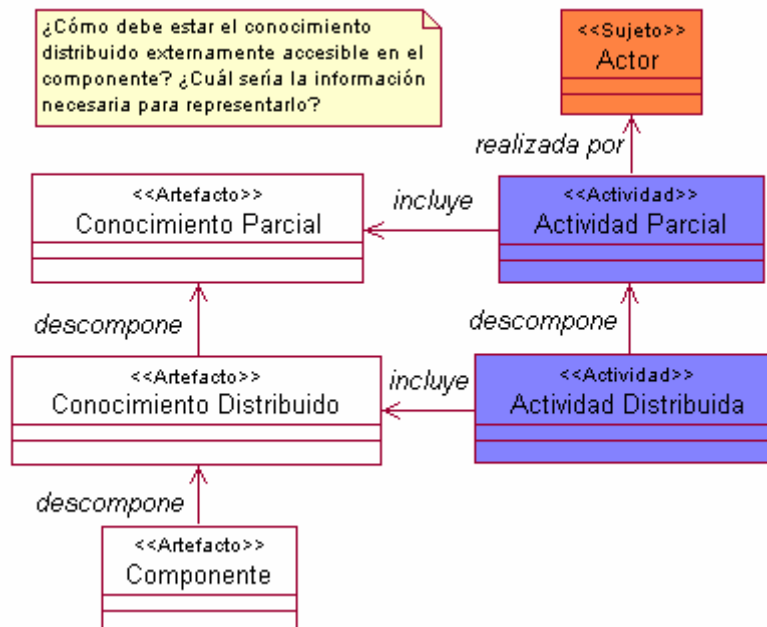 ¿Cómo debe estar el conocimiento
distribuido externamente accesible en el
componente? ¿Cuál sería la información
necesaria para representarlo?
<<Sujeto>>
Actor
realizada por
<<Artefacto>>
Conocimiento Parcial
incluye
<<Actividad>>
Actividad Parcial
descompone
descompone
<<Artefacto>>
Conocimiento Distribuido
incluye
<<Actividad>>
Actividad Distribuida
descompone
<<Artefacto>>
Componente